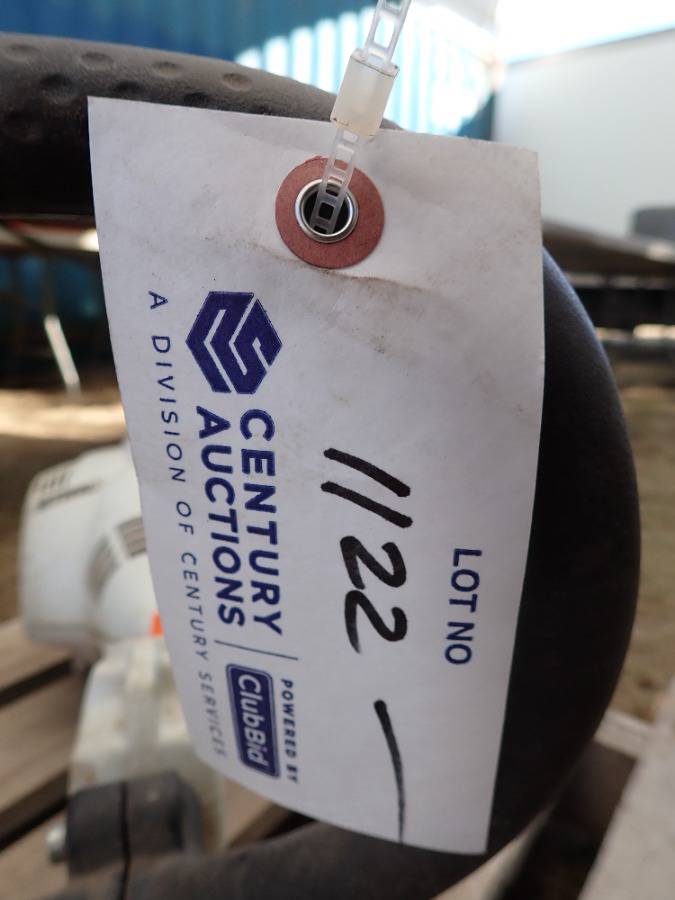 LOT NO
1122
CENTURY
AUCTIONS
POWERED BY
ClubBid
A DIVISION OF CENTURY SERVICES